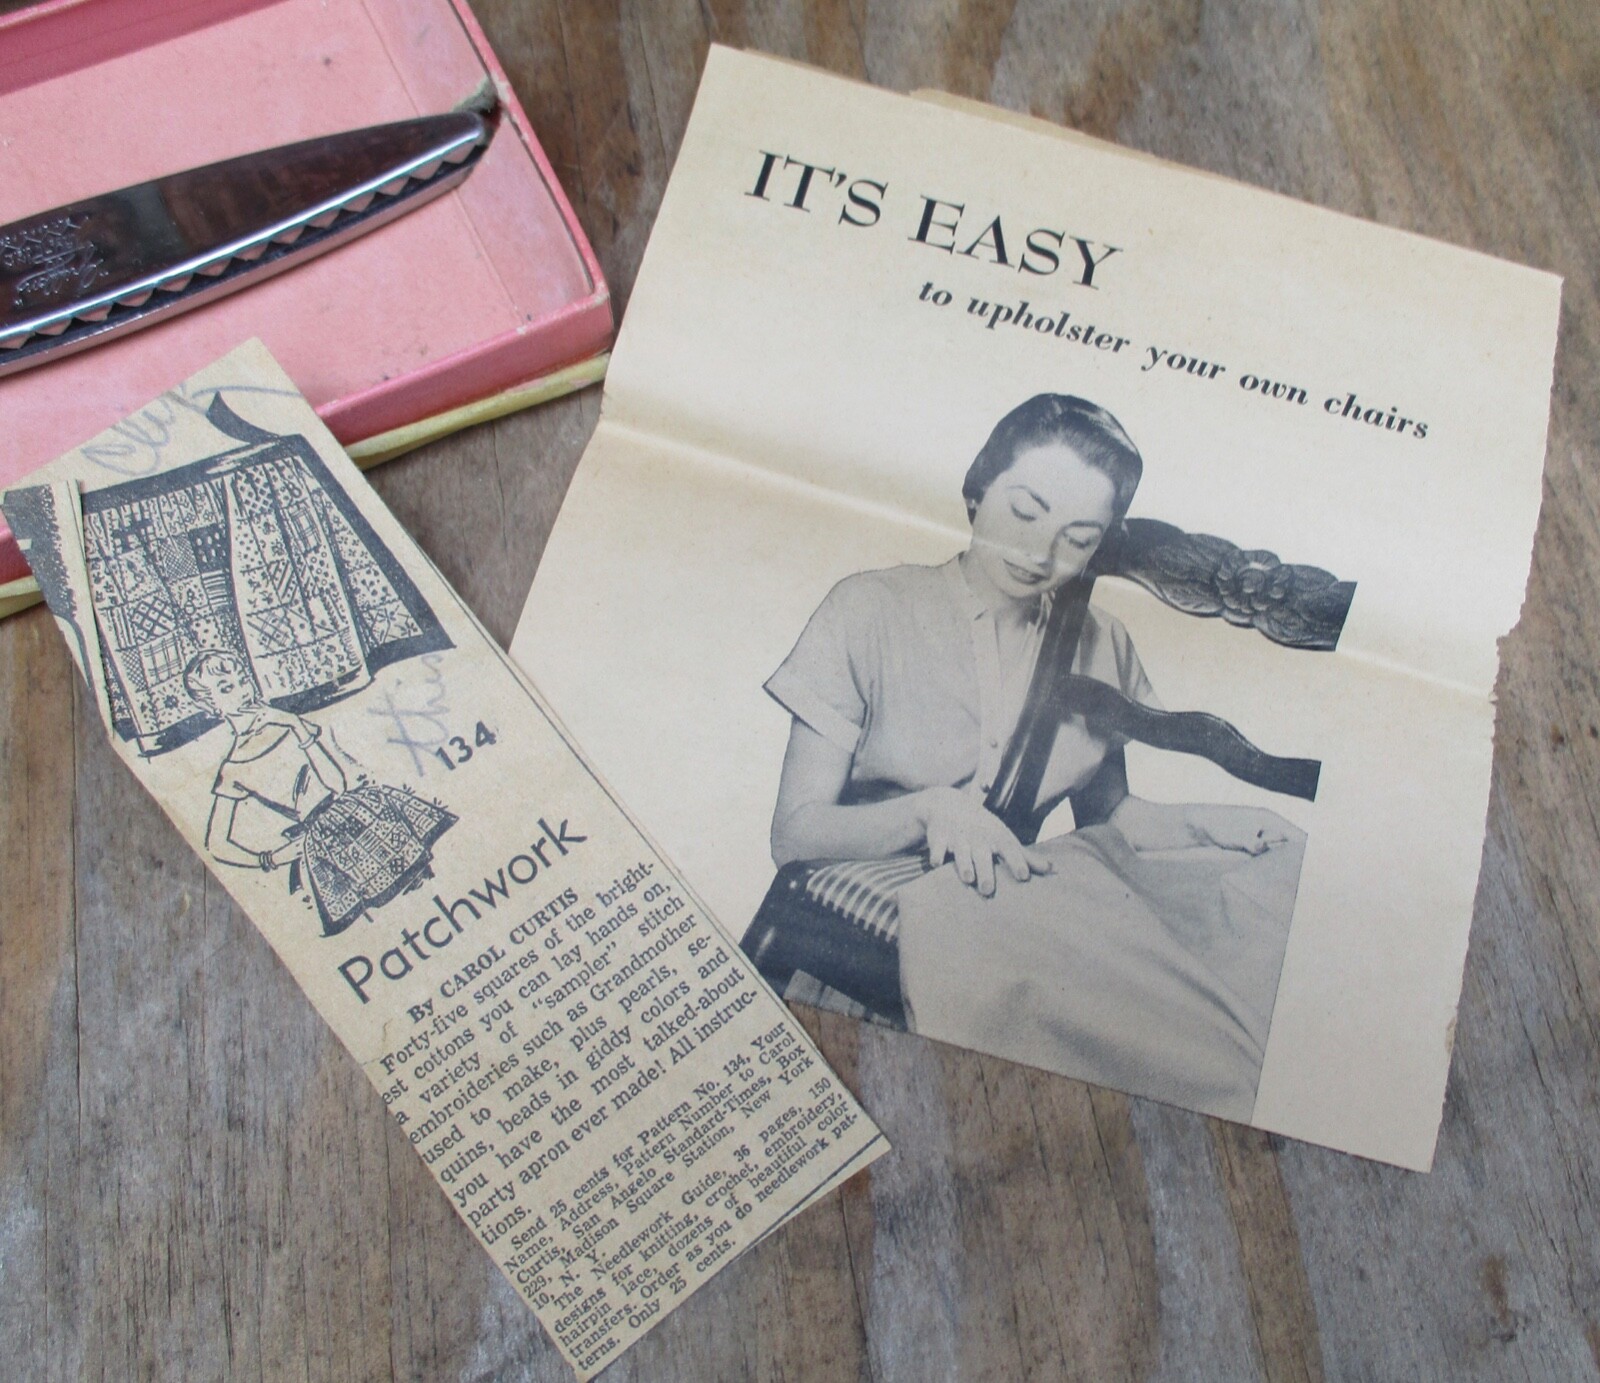 IT'S EASY
to upholster your own chairs
this
134
Patchwork
By CAROL CURTIS
Forty-five squares of the bright-
est cottons you can lay hands on,
a variety of "sampler" stitch
embroideries such as Grandmother
used to make, plus pearls, se-
quins, beads in giddy colors and
you have the most talked-about
party apron ever made! All instruc-
tions.
Send 25 cents for Pattern No. 134, Your
Name, Address, Pattern Number to Carol
Curtis, San Angelo Standard-Times, Box
229, Madison Square Station, New York
10, N. Y.
The Needlework Guide, 36 pages, 150
designs for knitting, crochet, embroidery,
hairpin lace, dozens of beautiful color
transfers. Order as you do needlework pat-
terns. Only 25 cents.